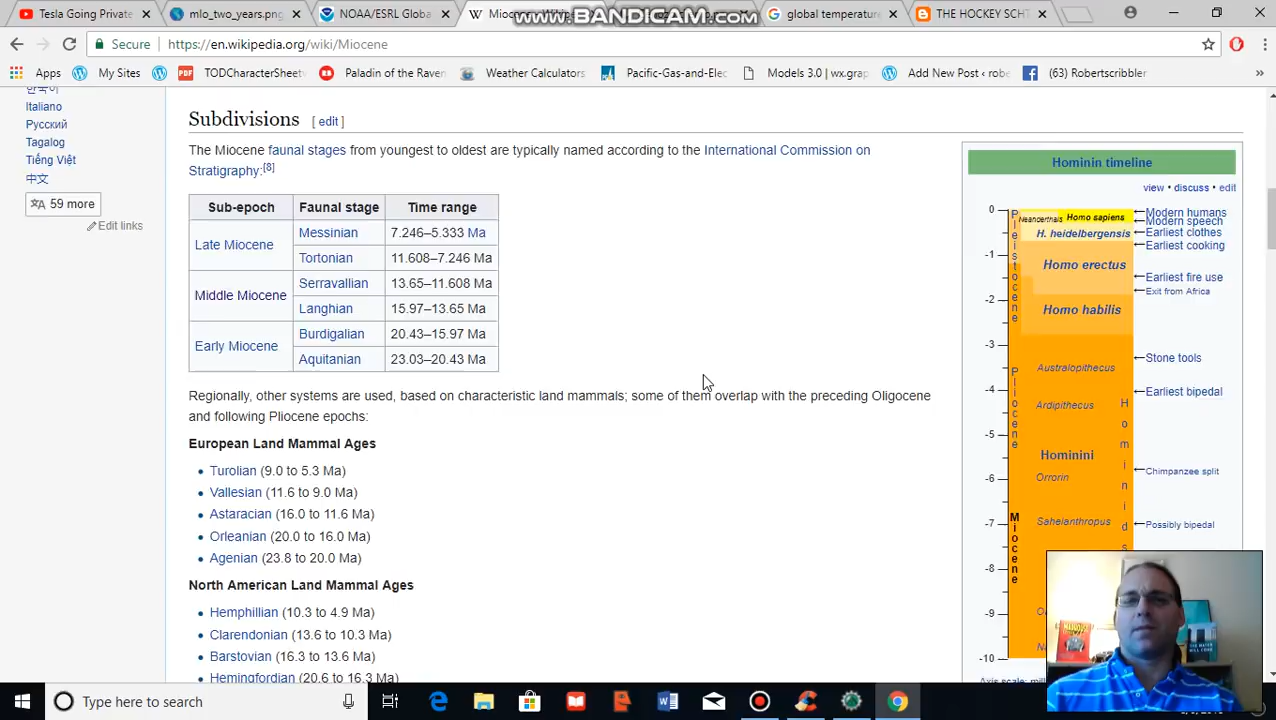 Tesla Going Private
mlo_two_years.png
NOAA/ESRL Global
www.BANDICAM.com
global temperature
THE HOCKEY SCHT
Secure
https://en.wikipedia.org/wiki/Miocene
Apps
My Sites
TODCharacterSheet
Paladin of the Raven
Weather Calculators
Pacific-Gas-and-Elec
Models 3.0 | wx.grap
Add New Post ‹ robe
(63) Robertscribbler
»
한국어
Italiano
Русский
Tagalog
Tiếng Việt
中文
59 more
Edit links
Subdivisions [ edit ]
The Miocene faunal stages from youngest to oldest are typically named according to the International Commission on
Stratigraphy:[8]
Sub-epoch Faunal stage Time range
Late Miocene
Messinian 7.246–5.333 Ma
Tortonian 11.608–7.246 Ma
Middle Miocene
Serravallian 13.65–11.608 Ma
Langhian 15.97–13.65 Ma
Early Miocene
Burdigalian 20.43–15.97 Ma
Aquitanian 23.03–20.43 Ma
Regionally, other systems are used, based on characteristic land mammals; some of them overlap with the preceding Oligocene
and following Pliocene epochs:
European Land Mammal Ages
• Turolian (9.0 to 5.3 Ma)
• Vallesian (11.6 to 9.0 Ma)
• Astaracian (16.0 to 11.6 Ma)
• Orleanian (20.0 to 16.0 Ma)
• Agenian (23.8 to 20.0 Ma)
North American Land Mammal Ages
• Hemphillian (10.3 to 4.9 Ma)
• Clarendonian (13.6 to 10.3 Ma)
• Barstovian (16.3 to 13.6 Ma)
• Hemingfordian (20.6 to 16.3 Ma)
Hominin timeline
view • discuss • edit
0
-1
-2
-3
-4
-5
-6
-7
-8
-9
-10
Pleistocene
Pliocene
Miocene
Hominids
Neanderthals
Homo sapiens
H. heidelbergensis
Homo erectus
Homo habilis
Australopithecus
Ardipithecus
Hominini
Orrorin
Sahelanthropus
←Modern humans
←Modern speech
←Earliest clothes
←Earliest cooking
←Earliest fire use
←Exit from Africa
←Stone tools
←Earliest bipedal
←Chimpanzee split
←Possibly bipedal
Type here to search